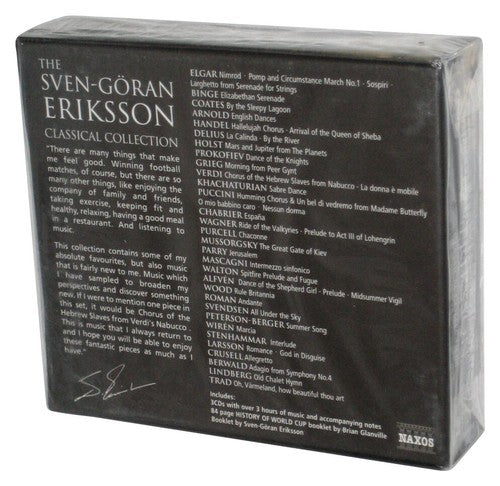 THE
SVEN-GÖRAN
ERIKSSON
CLASSICAL COLLECTION
"There are many things that make
me feel good. Winning football
matches, of course, but there are so
many other things, like enjoying the
company of family and friends,
taking exercise, keeping fit and
healthy, relaxing, having a good meal
in a restaurant. And listening to
music.
This collection contains some of my
absolute favourites, but also music
that is fairly new to me. Music which
I have sampled to broaden my
perspectives and discover something
new. If I were to mention one piece in
this set, it would be Chorus of the
Hebrew Slaves from Verdi's Nabucco.
This is music that I always return to
and I hope you will be able to enjoy
these fantastic pieces as much as I
have."
ELGAR Nimrod · Pomp and Circumstance March No.1 · Sospiri ·
Larghetto from Serenade for Strings
BINGE Elizabethan Serenade
COATES By the Sleepy Lagoon
ARNOLD English Dances
HANDEL Hallelujah Chorus · Arrival of the Queen of Sheba
DELIUS La Calinda · By the River
HOLST Mars and Jupiter from The Planets
PROKOFIEV Dance of the Knights
GRIEG Morning from Peer Gynt
VERDI Chorus of the Hebrew Slaves from Nabucco · La donna è mobile
KHACHATURIAN Sabre Dance
PUCCINI Humming Chorus & Un bel di vedremo from Madame Butterfly
O mio babbino caro · Nessun dorma
CHABRIER España
WAGNER Ride of the Valkyries · Prelude to Act III of Lohengrin
PURCELL Chaconne
MUSSORGSKY The Great Gate of Kiev
PARRY Jerusalem
MASCAGNI Intermezzo sinfonico
WALTON Spitfire Prelude and Fugue
ALFVEN Dance of the Shepherd Girl · Prelude · Midsummer Vigil
WOOD Rule Britannia
ROMAN Andante
SVENDSEN All Under the Sky
PETERSON-BERGER Summer Song
WIRÉN Marcia
STENHAMMAR Interlude
LARSSON Romance · God in Disguise
CRUSELL Allegretto
BERWALD Adagio from Symphony No.4
LINDBERG Old Chalet Hymn
TRAD Oh, Värmeland, how beautiful thou art
Includes:
3CDs with over 3 hours of music and accompanying notes
84 page HISTORY OF WORLD CUP booklet by Brian Glanville
Booklet by Sven-Göran Eriksson
NAXOS